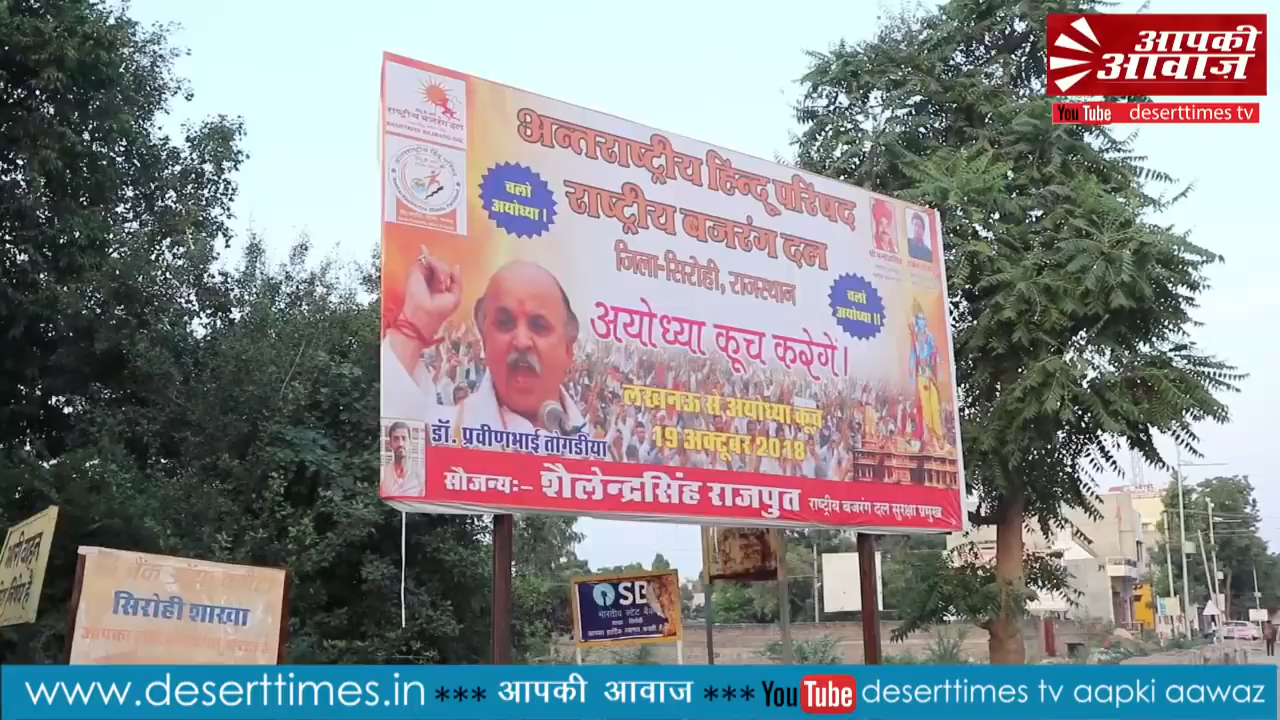 आपकी
आवाज़
YouTube deserttimes tv
राष्ट्रीय बजरंग दल
अन्तराष्ट्रीय हिन्दू परिषद
राष्ट्रीय बजरंग दल
जिला-सिरोही, राजस्थान
चलो
अयोध्या।
चलो
अयोध्या॥
अयोध्या कूच करेगें।
लखनऊ से अयोध्या कूच
19 अक्टूबर 2018
डॉ. प्रवीणभाई तोगडीया
सौजन्यः- शैलेन्द्रसिंह राजपुत राष्ट्रीय बजरंग दल सुरक्षा प्रमुख
सिरोही शाखा
SBI
भारतीय स्टेट बैंक
www.deserttimes.in *** आपकी आवाज *** YouTube deserttimes tv aapki aawaz